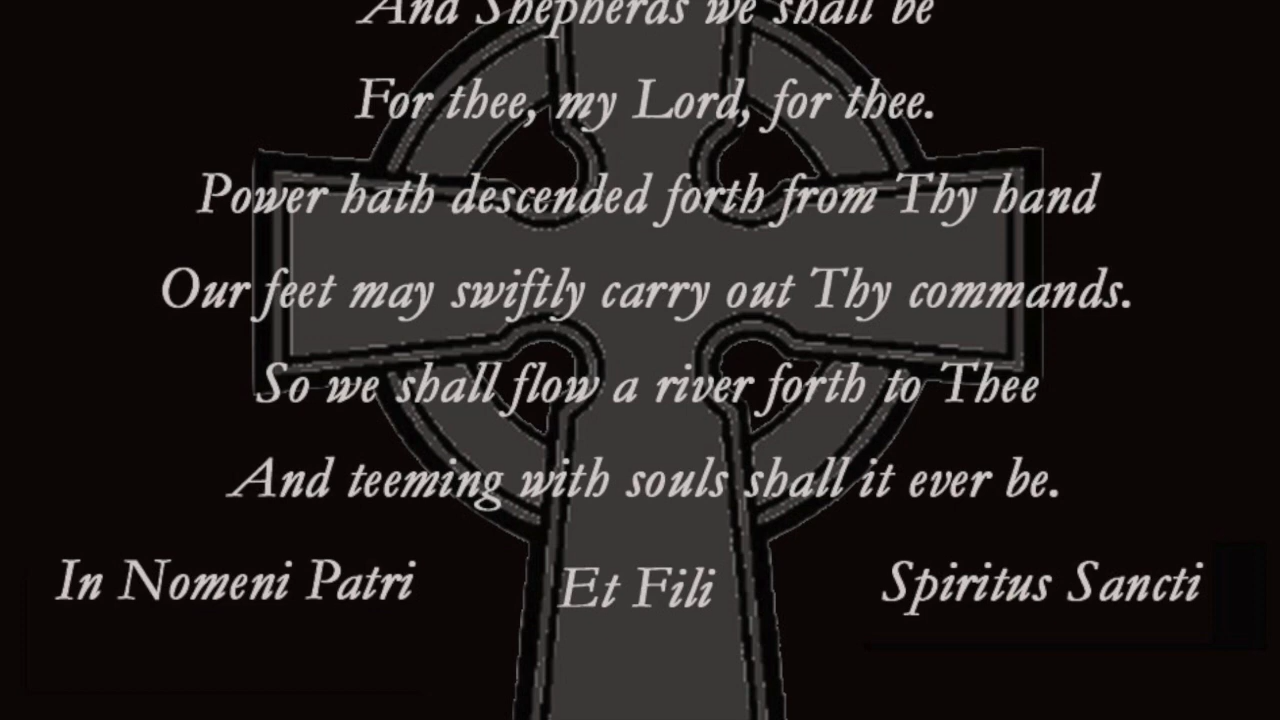 And Shepherds we shall be
For thee, my Lord, for thee.
Power hath descended forth from Thy hand
Our feet may swiftly carry out Thy commands.
So we shall flow a river forth to Thee
And teeming with souls shall it ever be.
In Nomeni Patri Et Fili Spiritus Sancti